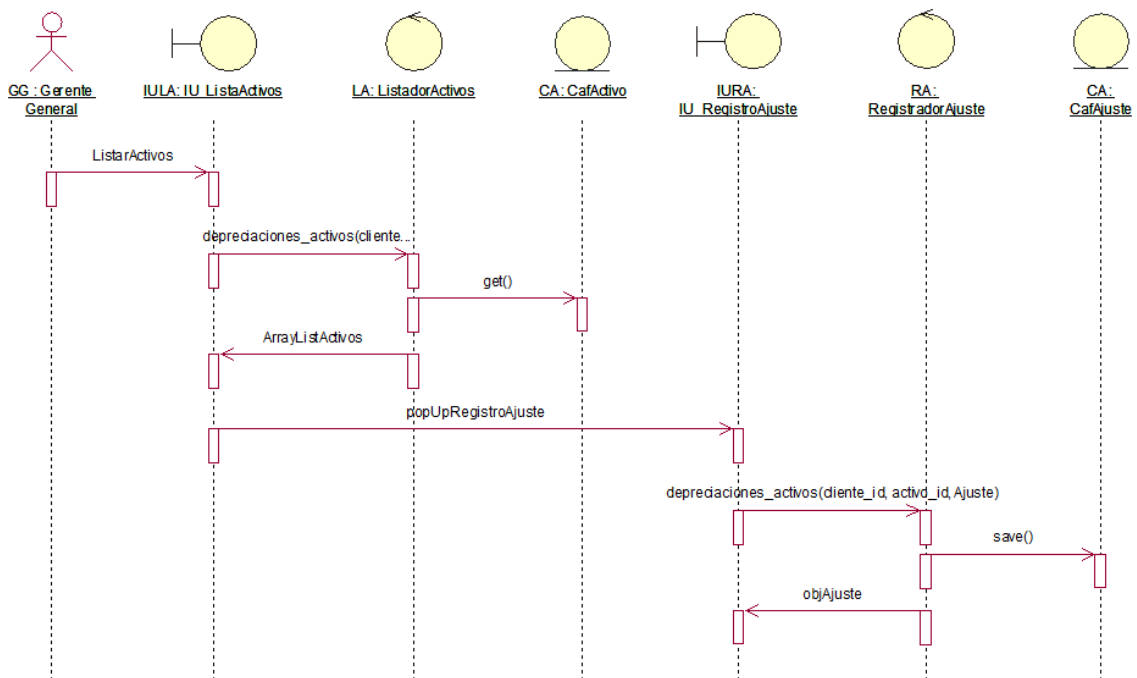 GG : Gerente
General
IULA: IU_ListaActivos
LA: ListadorActivos
CA: CafActivo
IURA:
IU_RegistroAjuste
RA:
RegistradorAjuste
CA:
CafAjuste
ListarActivos
depreciaciones_activos(cliente...
get()
ArrayListActivos
popUpRegistroAjuste
depreciaciones_activos(cliente_id, activo_id, Ajuste)
save()
objAjuste